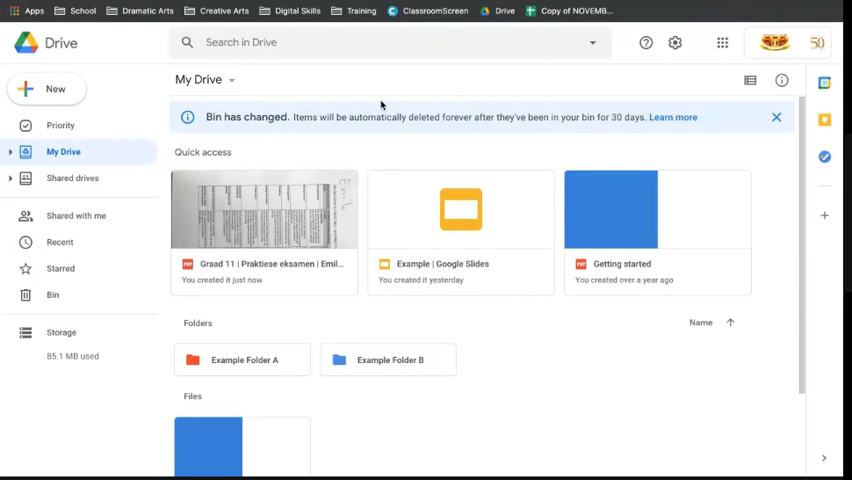 Apps School Dramatic Arts Creative Arts Digital Skills Training ClassroomScreen Drive Copy of NOVEMB...
Drive
Search in Drive
50
New
My Drive
Bin has changed. Items will be automatically deleted forever after they've been in your bin for 30 days. Learn more
Priority
My Drive
Shared drives
Shared with me
Recent
Starred
Bin
Storage
85.1 MB used
Quick access
Emile
Graad 11 | Praktiese eksamen | Emil...
You created it just now
Example | Google Slides
You created it yesterday
Getting started
You created over a year ago
Folders
Name
Example Folder A
Example Folder B
Files